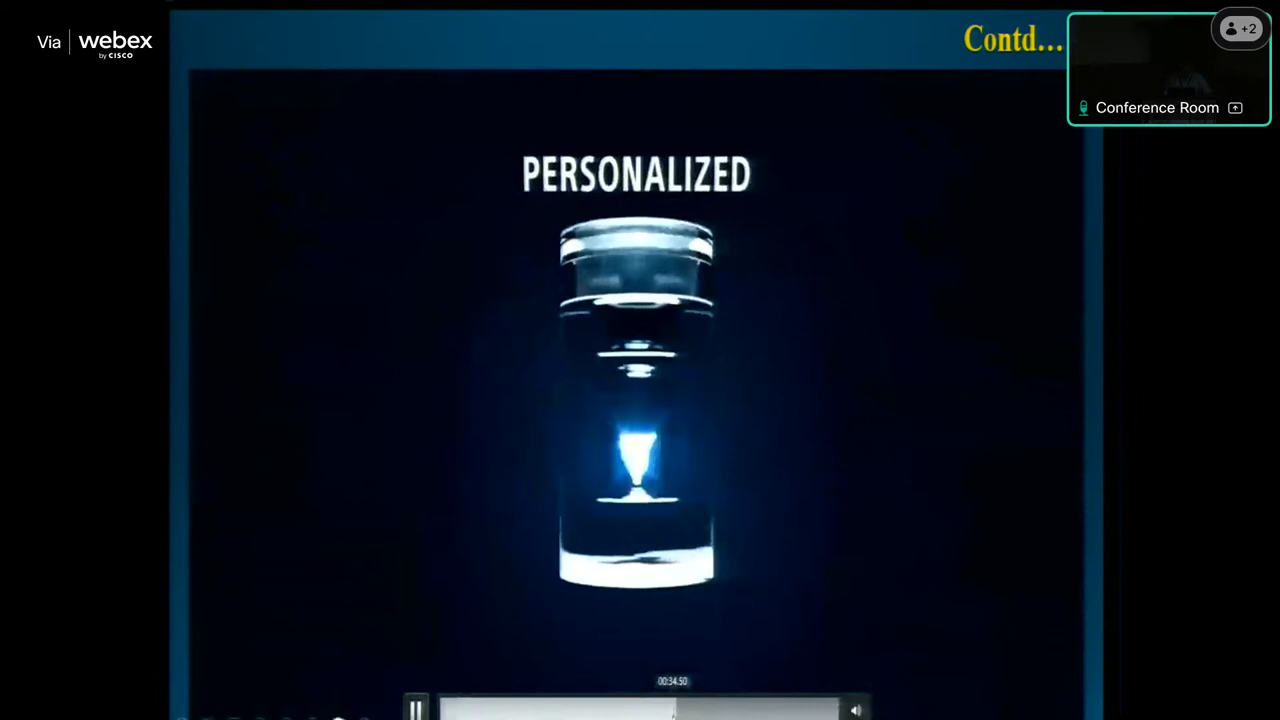 Via webex
by CISCO
Contd...
+2
Conference Room
PERSONALIZED
00:34.50